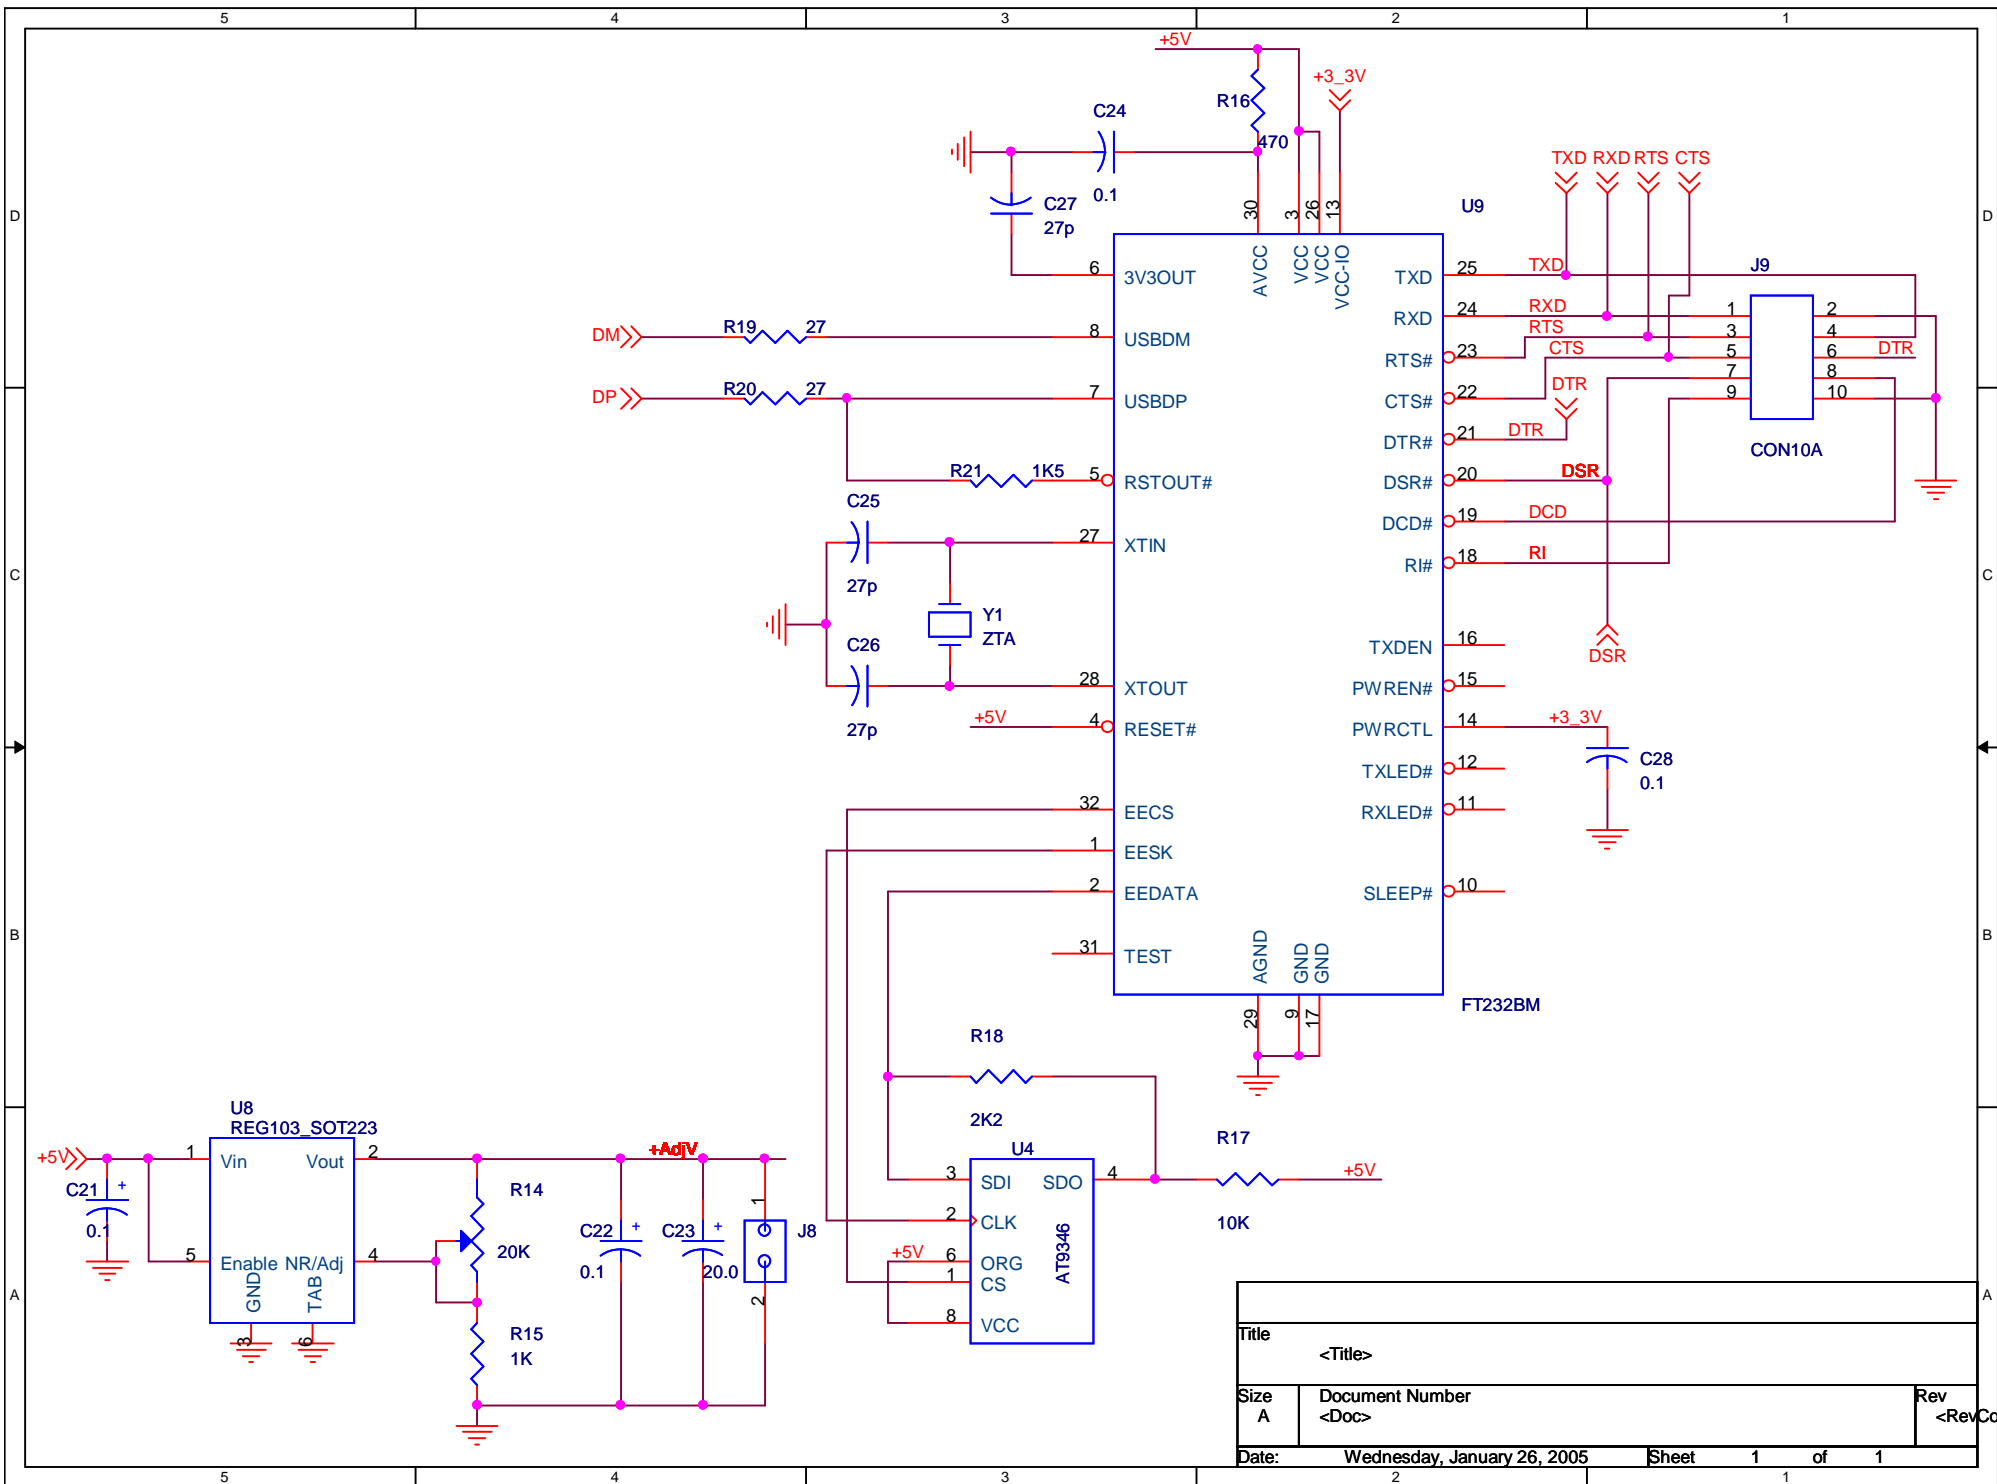 5 4 3 2 1
+5V
+3_3V
R16
470
C24
0.1
C27
27p
TXD RXD RTS CTS
D D
30 3 26 13
U9
AVCC VCC VCC VCC-IO
6 3V3OUT
TXD 25 TXD
J9
RXD 24 RXD
1 2
DM R19 27 8 USBDM
RTS
3 4
RTS# 23 CTS
5 6 DTR
7 8
DP R20 27 7 USBDP
CTS# 22 DTR
9 10
DTR# 21 DTR
CON10A
R21 1K5 5 RSTOUT#
DSR# 20 DSR
C25
27p
DCD# 19 DCD
27 XTIN
RI# 18 RI
C C
Y1
ZTA
C26
27p
TXDEN 16
DSR
28 XTOUT
PWREN# 15
+5V 4 RESET#
PWRCTL 14 +3_3V
C28
0.1
TXLED# 12
32 EECS
RXLED# 11
1 EESK
2 EEDATA
SLEEP# 10
B B
31 TEST
AGND GND GND
29 9 17
FT232BM
R18
2K2
U8
REG103_SOT223
+5V 1 Vin Vout 2 +AdjV
C21 +
0.1
5 Enable NR/Adj 4
GND TAB
3 6
R14
20K
R15
1K
C22 +
0.1
C23 +
20.0
1
J8
2
U4
3 SDI SDO 4
2 CLK
+5V 6 ORG
1 CS
8 VCC
AT9346
R17
10K
+5V
A A
Title
<Title>
Size
A
Document Number
<Doc>
Rev
<RevCo
Date: Wednesday, January 26, 2005 Sheet 1 of 1
5 4 3 2 1